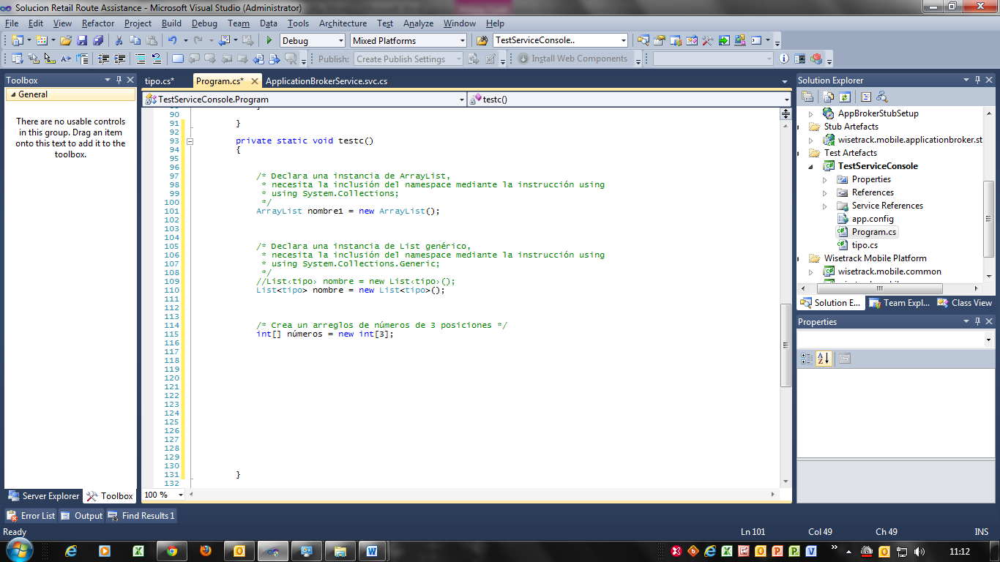 Solucion Retail Route Assistance - Microsoft Visual Studio (Administrator)
File Edit View Refactor Project Build Debug Team Data Tools Architecture Test Analyze Window Help
Debug Mixed Platforms TestServiceConsole..
Publish: Create Publish Settings Install Web Components
Toolbox
General
There are no usable controls
in this group. Drag an item
onto this text to add it to the
toolbox.
Server Explorer Toolbox
tipo.cs* Program.cs* ApplicationBrokerService.svc.cs
TestServiceConsole.Program testc()
90
91 }
92
93 private static void testc()
94 {
95
96
97 /* Declara una instancia de ArrayList,
98 * necesita la inclusión del namespace mediante la instrucción using
99 * using System.Collections;
100 */
101 ArrayList nombre1 = new ArrayList();
102
103
104
105 /* Declara una instancia de List genérico,
106 * necesita la inclusión del namespace mediante la instrucción using
107 * using System.Collections.Generic;
108 */
109 //List<tipo> nombre = new List<tipo>();
110 List<tipo> nombre = new List<tipo>();
111
112
113
114 /* Crea un arreglos de números de 3 posiciones */
115 int[] números = new int[3];
116
117
118
119
120
121
122
123
124
125
126
127
128
129
130
131 }
132
100 %
Solution Explorer
AppBrokerStubSetup
Stub Artefacts
wisetrack.mobile.applicationbroker.st
Test Artefacts
TestServiceConsole
Properties
References
Service References
app.config
Program.cs
tipo.cs
Wisetrack Mobile Platform
wisetrack.mobile.common
Solution E... Team Expl... Class View
Properties
Error List Output Find Results 1
Ready Ln 101 Col 49 Ch 49 INS
11:12